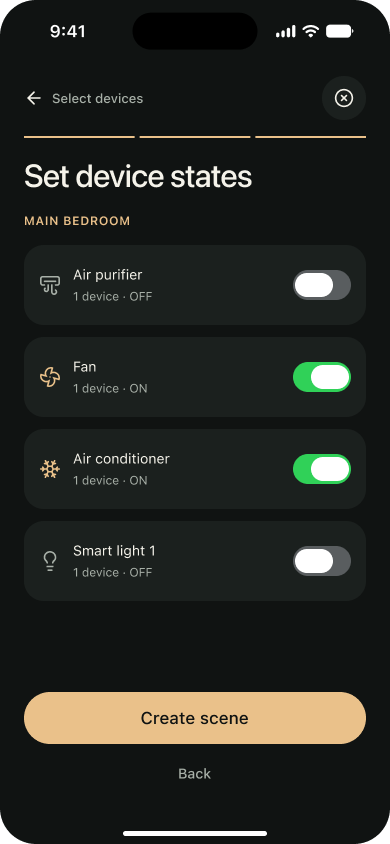 9:41
Select devices
Set device states
MAIN BEDROOM
Air purifier
1 device · OFF
Fan
1 device · ON
Air conditioner
1 device · ON
Smart light 1
1 device · OFF
Create scene
Back